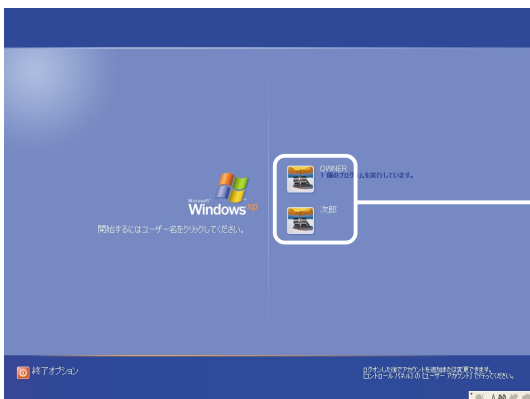 OWNER
1 個のプログラムを実行しています。
Microsoft
Windows xp
次郎
開始するにはユーザー名をクリックしてください。
終了オプション
ログオンした後でアカウントを追加または変更できます。
[コントロール パネル] の [ユーザー アカウント] で行ってください。